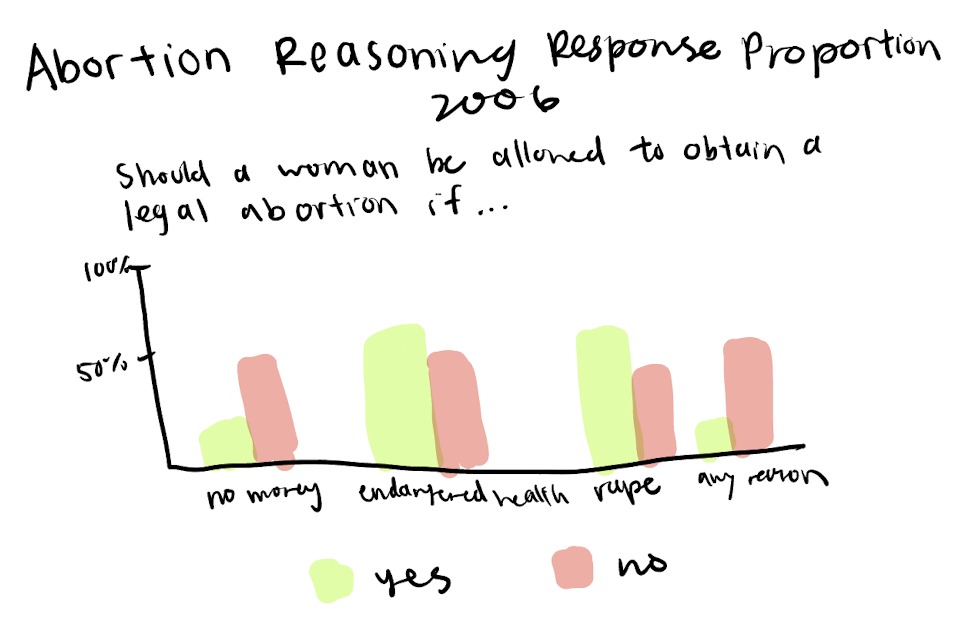 Abortion Reasoning Response Proportion
2006
Should a woman be allowed to obtain a
legal abortion if...
100%
50%
no money endangered health rape any reason
yes no